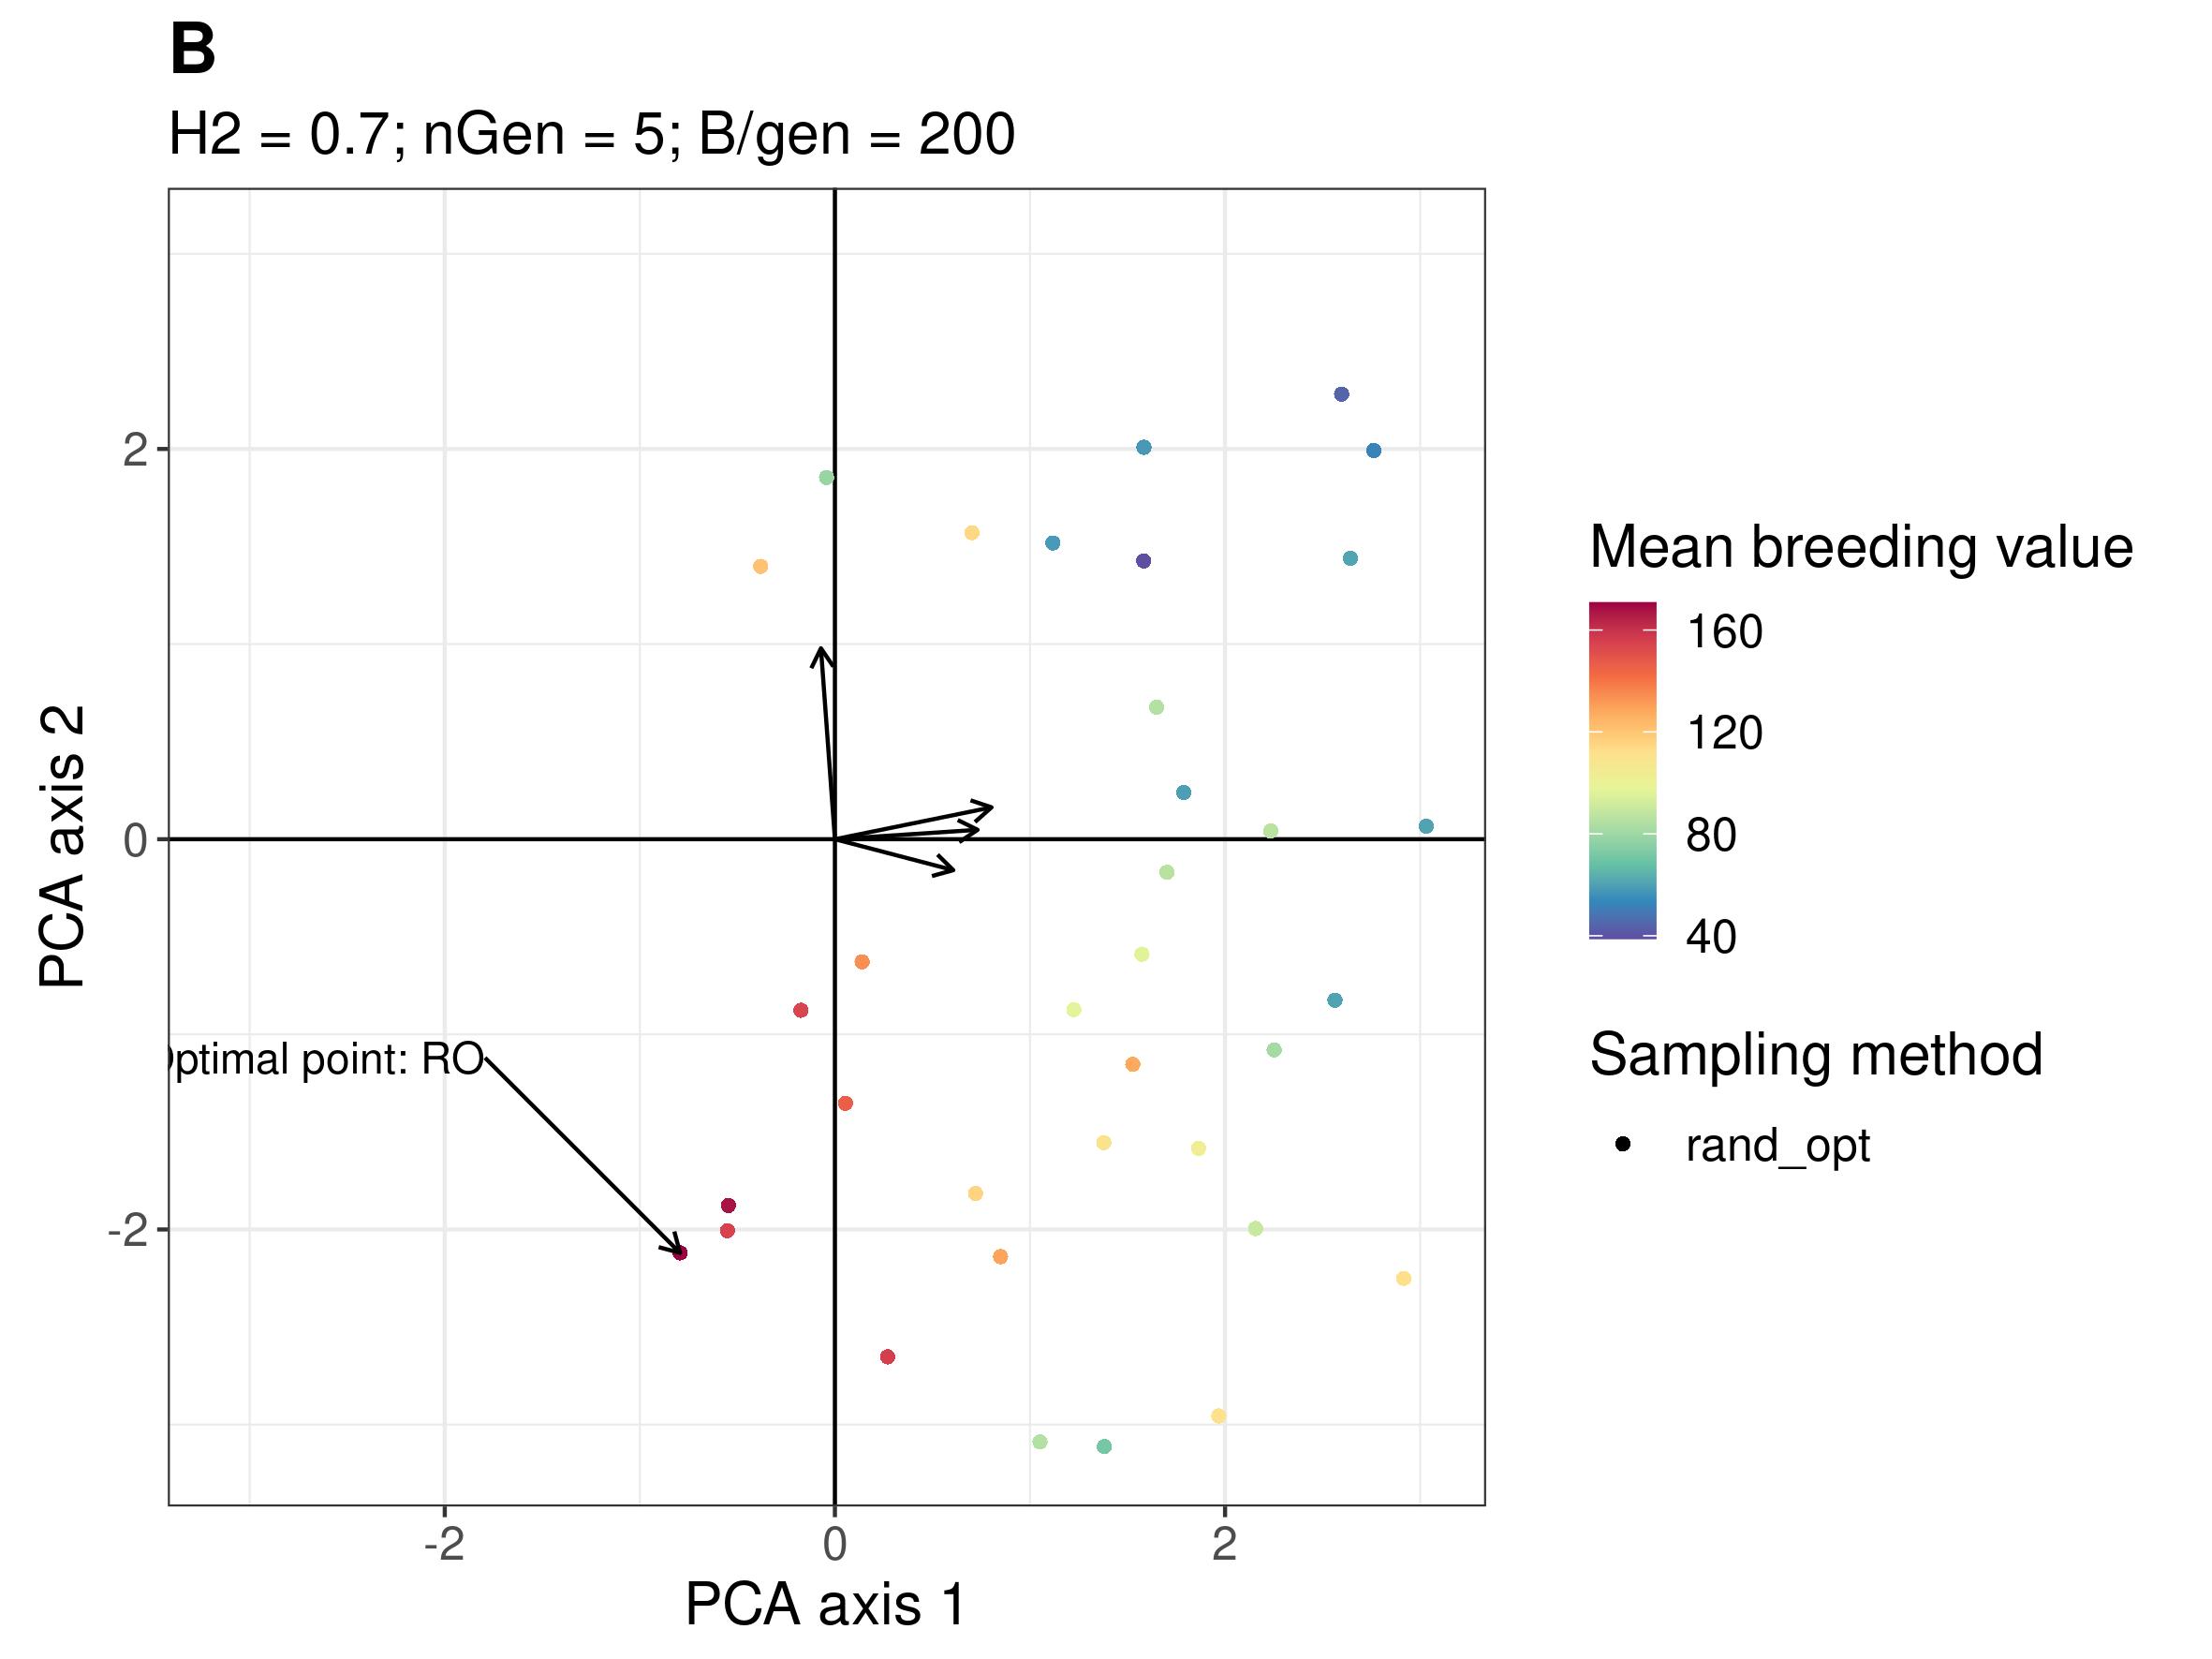 B
H2 = 0.7; nGen = 5; B/gen = 200
PCA axis 2
2
0
-2
ptimal point: RO
-2
0
2
PCA axis 1
Mean breeding value
160
120
80
40
Sampling method
rand_opt